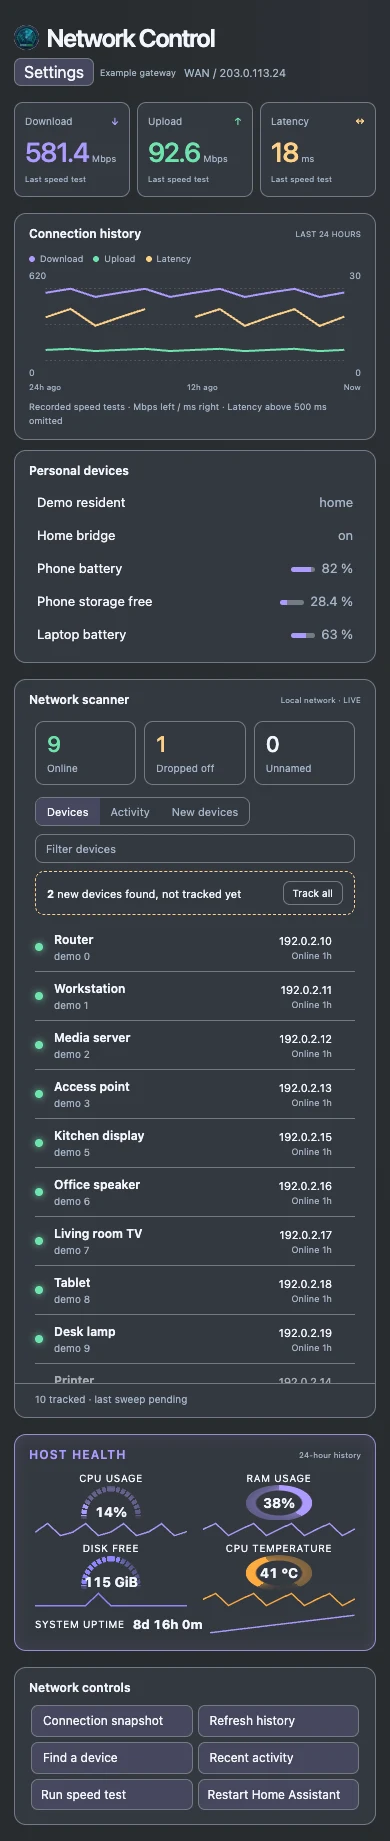 Network Control
Settings Example gateway WAN / 203.0.113.24
Download ↓ Upload ↑ Latency ↔
581.4 Mbps 92.6 Mbps 18 ms
Last speed test Last speed test Last speed test
Connection history LAST 24 HOURS
Download Upload Latency
620 30
0 0
24h ago 12h ago Now
Recorded speed tests · Mbps left / ms right · Latency above 500 ms
omitted
Personal devices
Demo resident home
Home bridge on
Phone battery 82 %
Phone storage free 28.4 %
Laptop battery 63 %
Network scanner Local network · LIVE
9 1 0
Online Dropped off Unnamed
Devices Activity New devices
Filter devices
2 new devices found, not tracked yet Track all
Router 192.0.2.10
demo 0 Online 1h
Workstation 192.0.2.11
demo 1 Online 1h
Media server 192.0.2.12
demo 2 Online 1h
Access point 192.0.2.13
demo 3 Online 1h
Kitchen display 192.0.2.15
demo 5 Online 1h
Office speaker 192.0.2.16
demo 6 Online 1h
Living room TV 192.0.2.17
demo 7 Online 1h
Tablet 192.0.2.18
demo 8 Online 1h
Desk lamp 192.0.2.19
demo 9 Online 1h
Printer 192.0.2.14
10 tracked · last sweep pending
HOST HEALTH 24-hour history
CPU USAGE RAM USAGE
14% 38%
DISK FREE CPU TEMPERATURE
115 GiB 41 °C
SYSTEM UPTIME 8d 16h 0m
Network controls
Connection snapshot Refresh history
Find a device Recent activity
Run speed test Restart Home Assistant